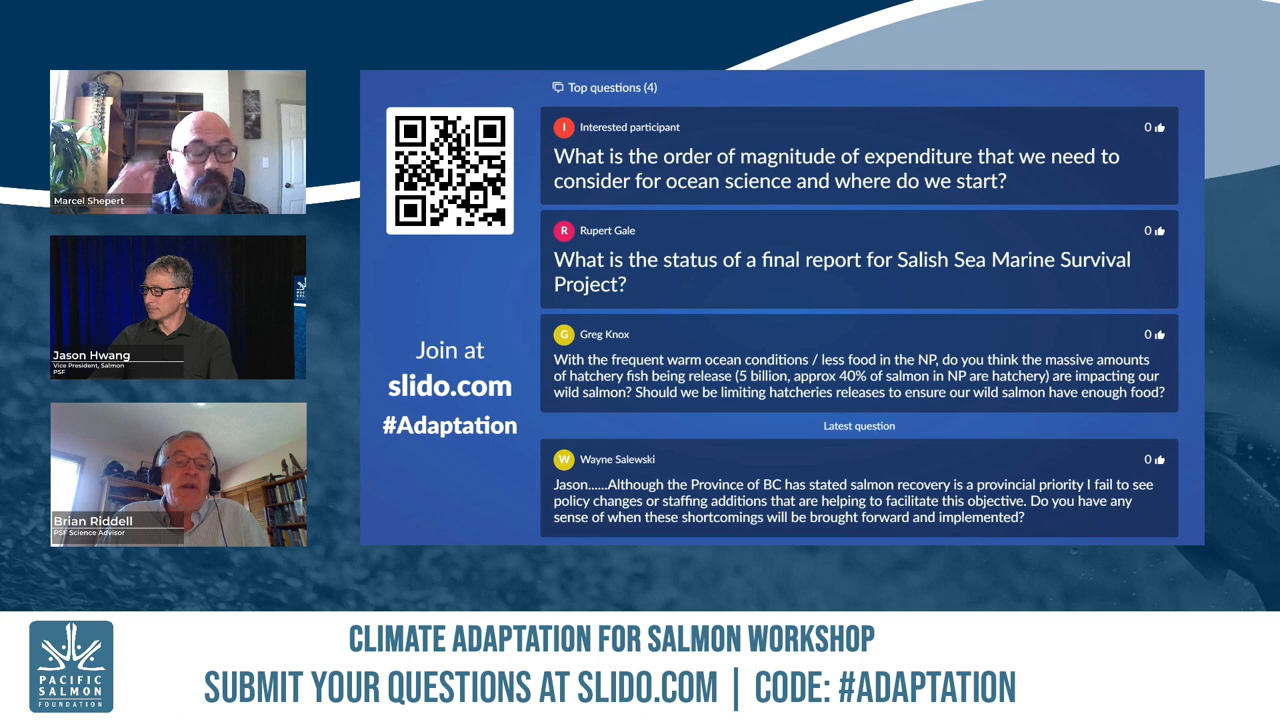 Marcel Shepert
Jason Hwang
Vice President, Salmon
PSF
Brian Riddell
PSF Science Advisor
Join at
slido.com
#Adaptation
Top questions (4)
I Interested participant 0
What is the order of magnitude of expenditure that we need to
consider for ocean science and where do we start?
R Rupert Gale 0
What is the status of a final report for Salish Sea Marine Survival
Project?
G Greg Knox 0
With the frequent warm ocean conditions / less food in the NP, do you think the massive amounts
of hatchery fish being release (5 billion, approx 40% of salmon in NP are hatchery) are impacting our
wild salmon? Should we be limiting hatcheries releases to ensure our wild salmon have enough food?
Latest question
W Wayne Salewski 0
Jason......Although the Province of BC has stated salmon recovery is a provincial priority I fail to see
policy changes or staffing additions that are helping to facilitate this objective. Do you have any
sense of when these shortcomings will be brought forward and implemented?
PACIFIC
SALMON
FOUNDATION
CLIMATE ADAPTATION FOR SALMON WORKSHOP
SUBMIT YOUR QUESTIONS AT SLIDO.COM | CODE: #ADAPTATION